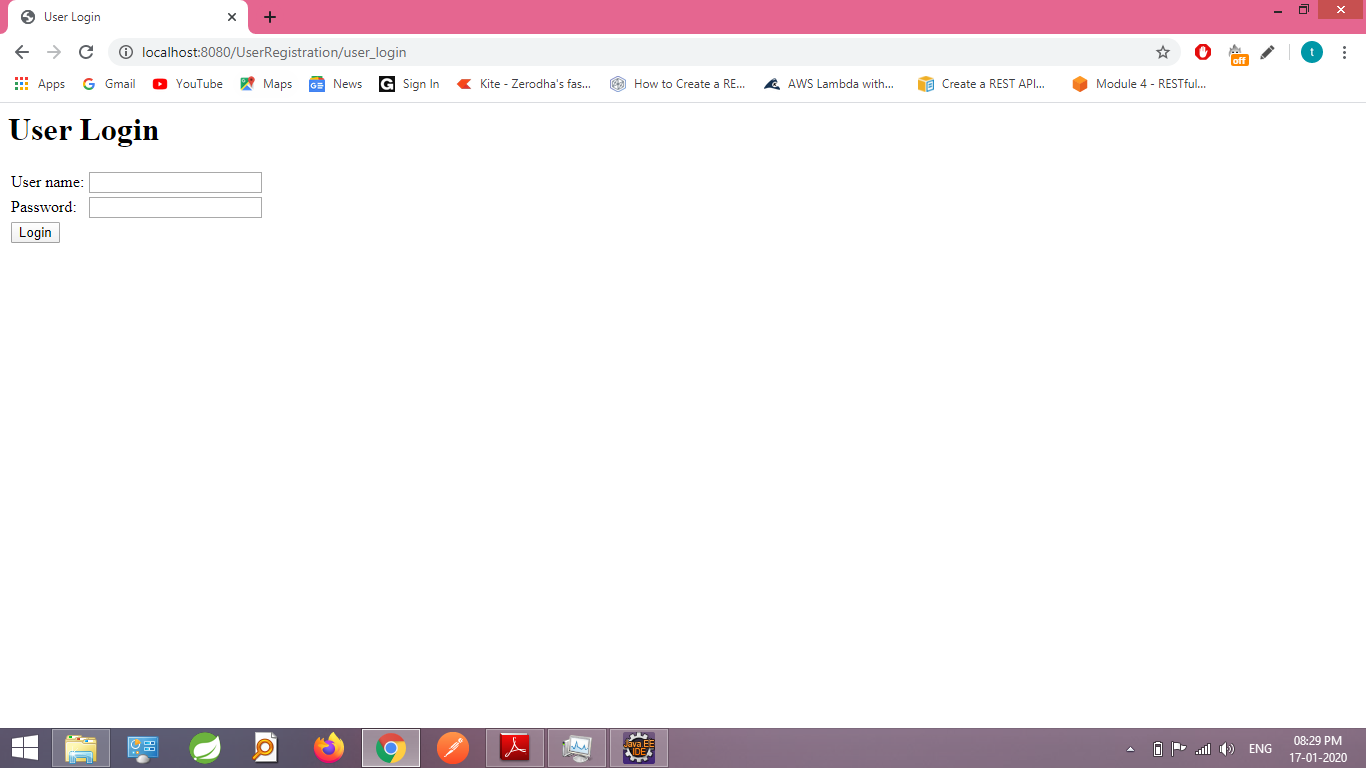 User Login
localhost:8080/UserRegistration/user_login
t
off
Apps Gmail YouTube Maps News Sign In Kite - Zerodha's fas... How to Create a RE... AWS Lambda with... Create a REST API... Module 4 - RESTful...
User Login
User name:
Password:
Login
Java EE
IDE
ENG
08:29 PM
17-01-2020